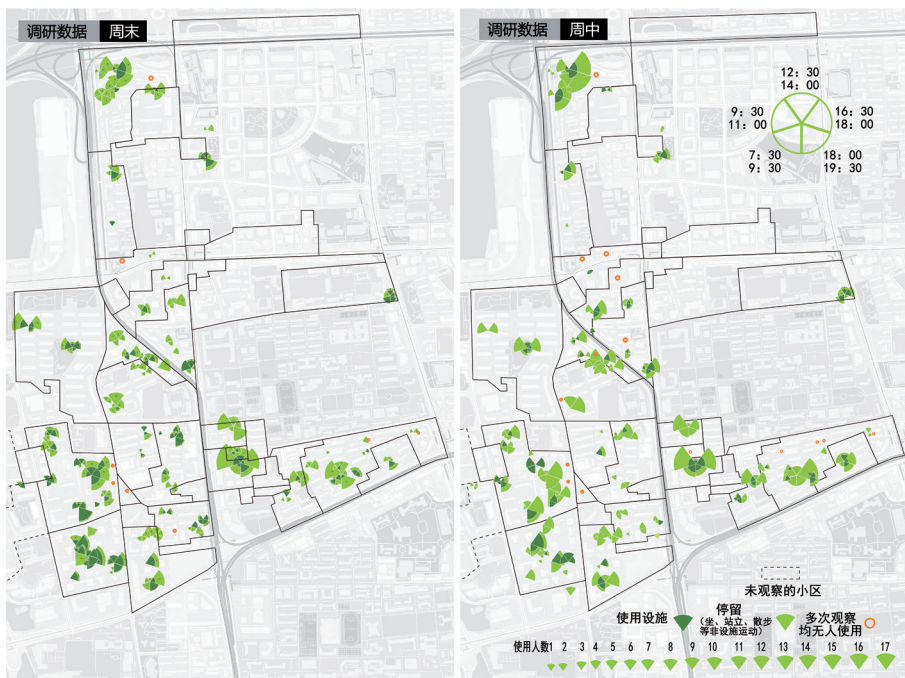 调研数据 周末
调研数据 周中
12：30
14：00
9：30
11：00
16：30
18：00
7：30
9：30
18：00
19：30
未观察的小区
使用设施
停留
（坐、站立、散步
等非设施运动）
多次观察
均无人使用
使用人数1 2 3 4 5 6 7 8 9 10 11 12 13 14 15 16 17